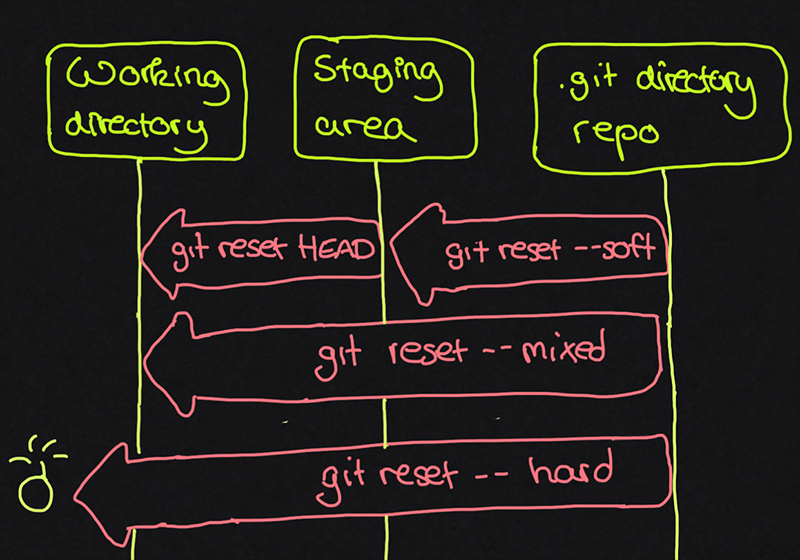 Working
directory
Staging
area
.git directory
repo
git reset HEAD
git reset --soft
git reset --mixed
git reset -- hard